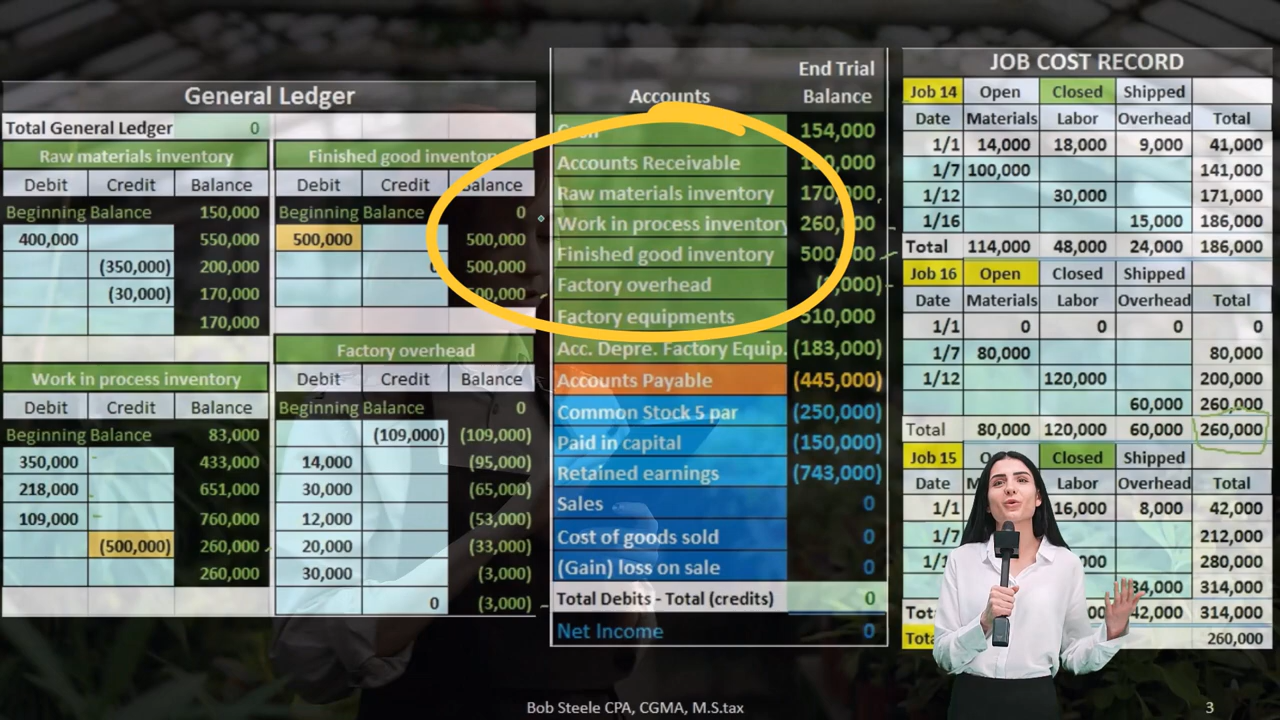 General Ledger
Total General Ledger 0
Raw materials inventory
Debit Credit Balance
Beginning Balance 150,000
400,000 550,000
(350,000) 200,000
(30,000) 170,000
170,000
Work in process inventory
Debit Credit Balance
Beginning Balance 83,000
350,000 433,000
218,000 651,000
109,000 760,000
(500,000) 260,000
260,000
Finished good inventory
Debit Credit Balance
Beginning Balance 0
500,000 500,000
0 500,000
500,000
Factory overhead
Debit Credit Balance
Beginning Balance 0
(109,000) (109,000)
14,000 (95,000)
30,000 (65,000)
12,000 (53,000)
20,000 (33,000)
30,000 (3,000)
0 (3,000)
End Trial
Accounts Balance
Cash 154,000
Accounts Receivable
Raw materials inventory 170,000
Work in process inventory 260,000
Finished good inventory 500,000
Factory overhead
Factory equipments 510,000
Acc. Depre. Factory Equip. (183,000)
Accounts Payable (445,000)
Common Stock 5 par (250,000)
Paid in capital (150,000)
Retained earnings (743,000)
Sales 0
Cost of goods sold 0
(Gain) loss on sale 0
Total Debits - Total (credits) 0
Net Income 0
JOB COST RECORD
Job 14 Open Closed Shipped
Date Materials Labor Overhead Total
1/1 14,000 18,000 9,000 41,000
1/7 100,000 141,000
1/12 30,000 171,000
1/16 15,000 186,000
Total 114,000 48,000 24,000 186,000
Job 16 Open Closed Shipped
Date Materials Labor Overhead Total
1/1 0 0 0 0
1/7 80,000 80,000
1/12 120,000 200,000
60,000 260,000
Total 80,000 120,000 60,000 260,000
Job 15 Closed Shipped
Date Labor Overhead Total
1/1 16,000 8,000 42,000
1/7 212,000
280,000
314,000
42,000 314,000
260,000
Bob Steele CPA, CGMA, M.S.tax
3